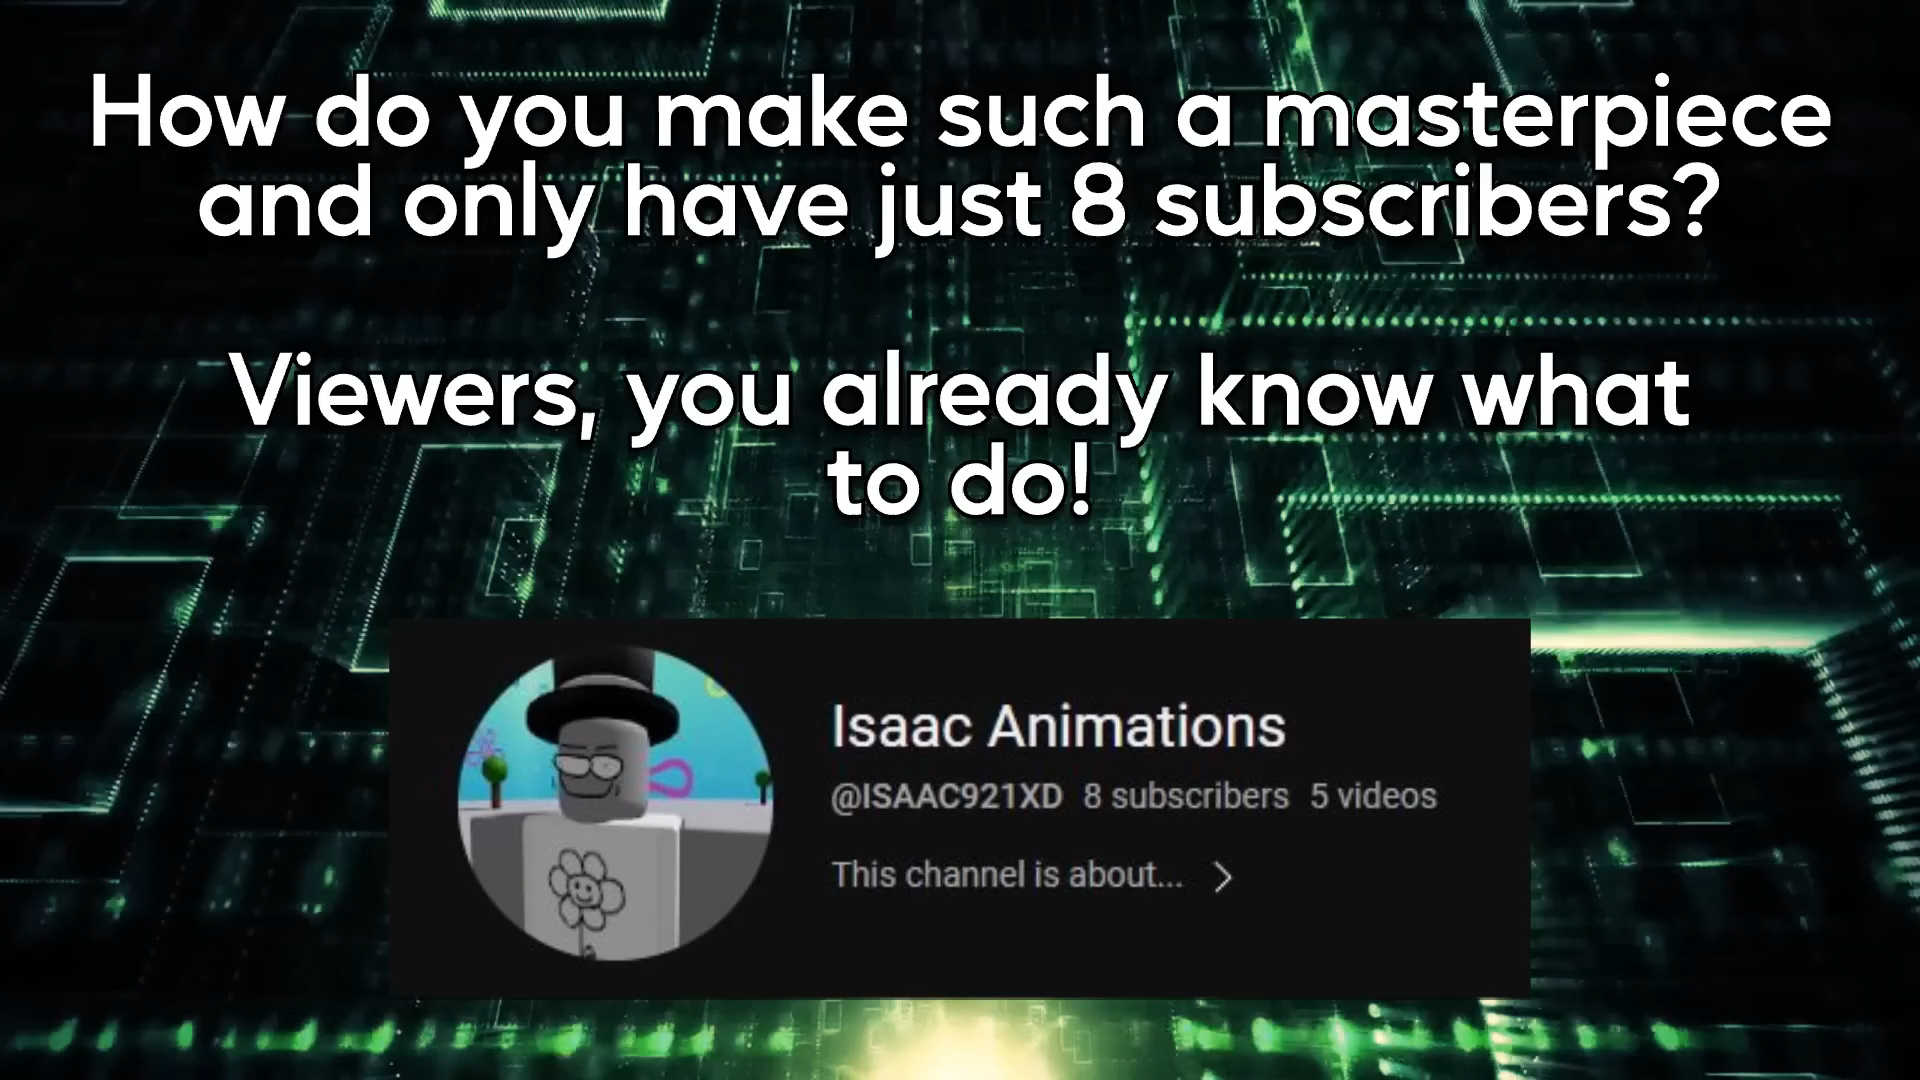 How do you make such a masterpiece
and only have just 8 subscribers?
Viewers, you already know what
to do!
Isaac Animations
@ISAAC921XD 8 subscribers 5 videos
This channel is about...